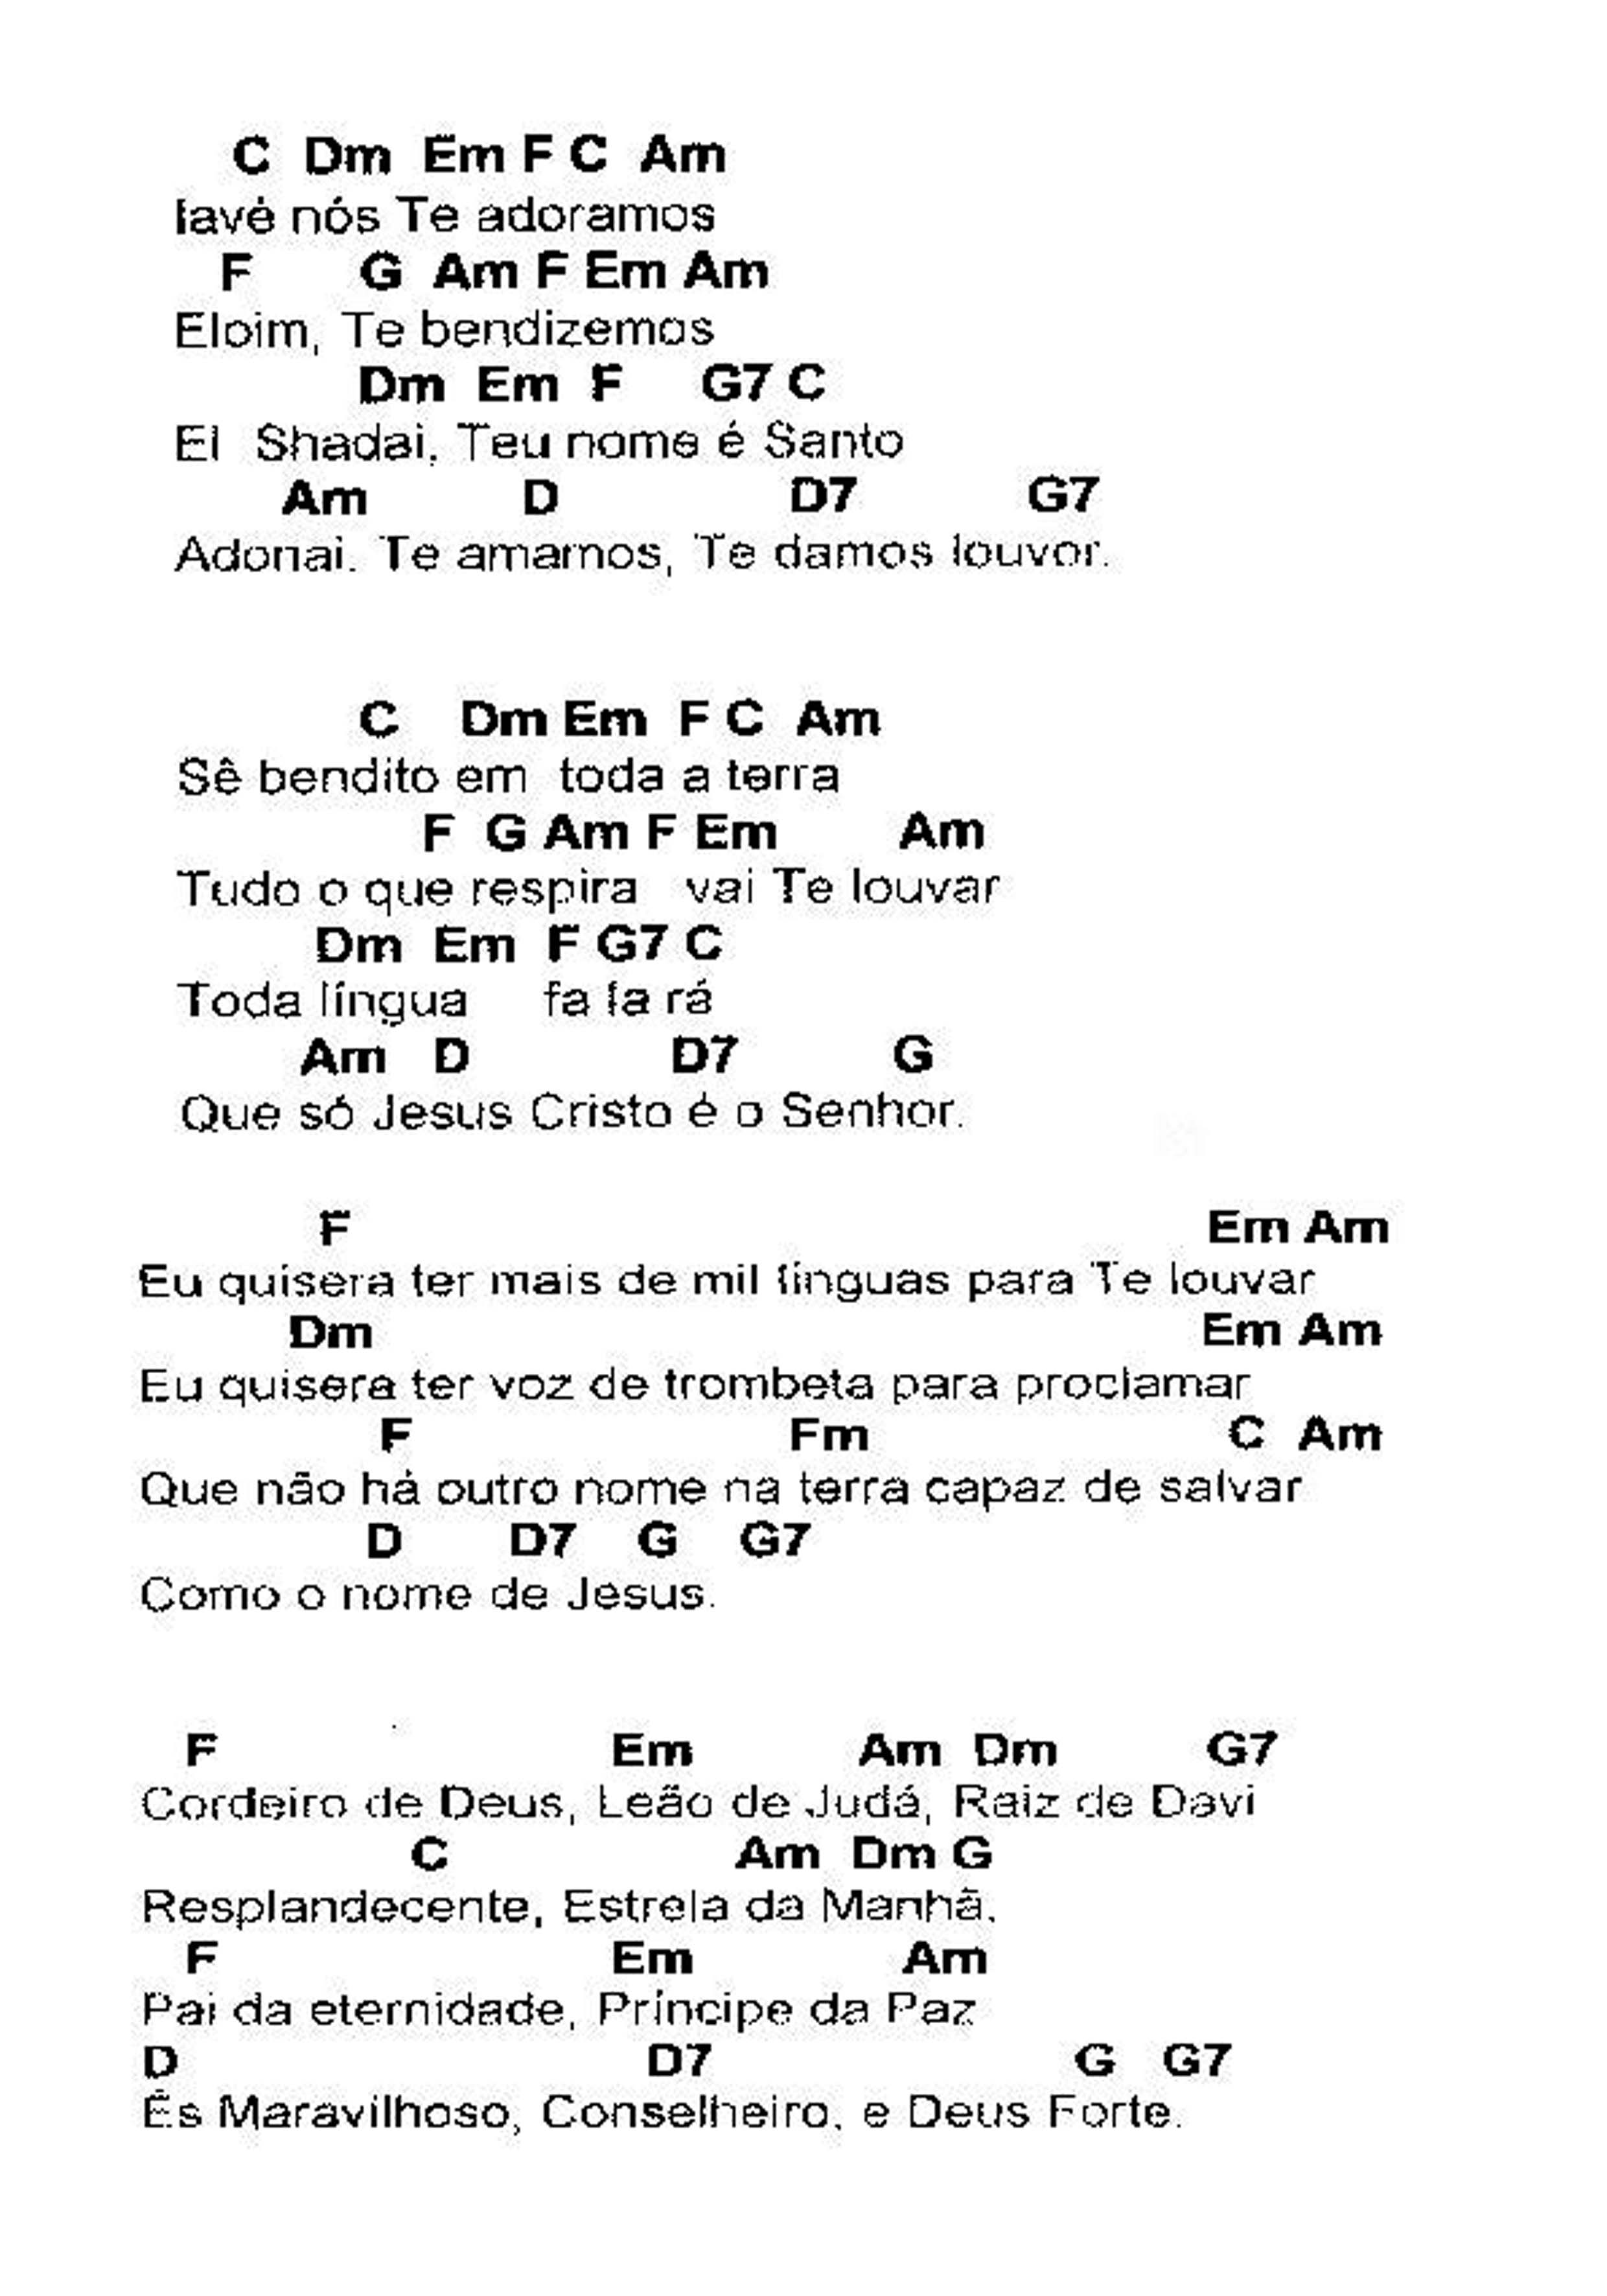 C Dm Em F C Am
Iavé nós Te adoramos
F G Am F Em Am
Eloim, Te bendizemos
Dm Em F G7 C
El Shadai, Teu nome é Santo
Am D D7 G7
Adonai. Te amamos, Te damos louvor.
C Dm Em F C Am
Sê bendito em toda a terra
F G Am F Em Am
Tudo o que respira vai Te louvar
Dm Em F G7 C
Toda língua fa la rá
Am D D7 G
Que só Jesus Cristo é o Senhor.
F Em Am
Eu quisera ter mais de mil línguas para Te louvar
Dm Em Am
Eu quisera ter voz de trombeta para proclamar
F Fm C Am
Que não há outro nome na terra capaz de salvar
D D7 G G7
Como o nome de Jesus.
F Em Am Dm G7
Cordeiro de Deus, Leão de Judá, Raiz de Davi
C Am Dm G
Resplandecente, Estrela da Manhã,
F Em Am
Pai da eternidade, Príncipe da Paz
D D7 G G7
És Maravilhoso, Conselheiro, e Deus Forte.